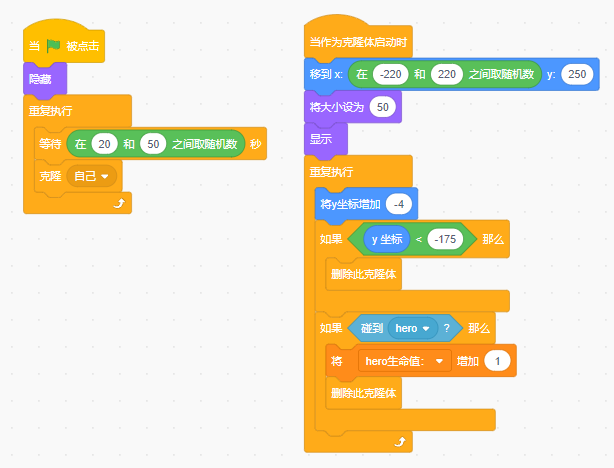 当 被点击
隐藏
重复执行
等待 在 20 和 50 之间取随机数 秒
克隆 自己
当作为克隆体启动时
移到 x: 在 -220 和 220 之间取随机数 y: 250
将大小设为 50
显示
重复执行
将y坐标增加 -4
如果 y 坐标 < -175 那么
删除此克隆体
如果 碰到 hero ? 那么
将 hero生命值: 增加 1
删除此克隆体